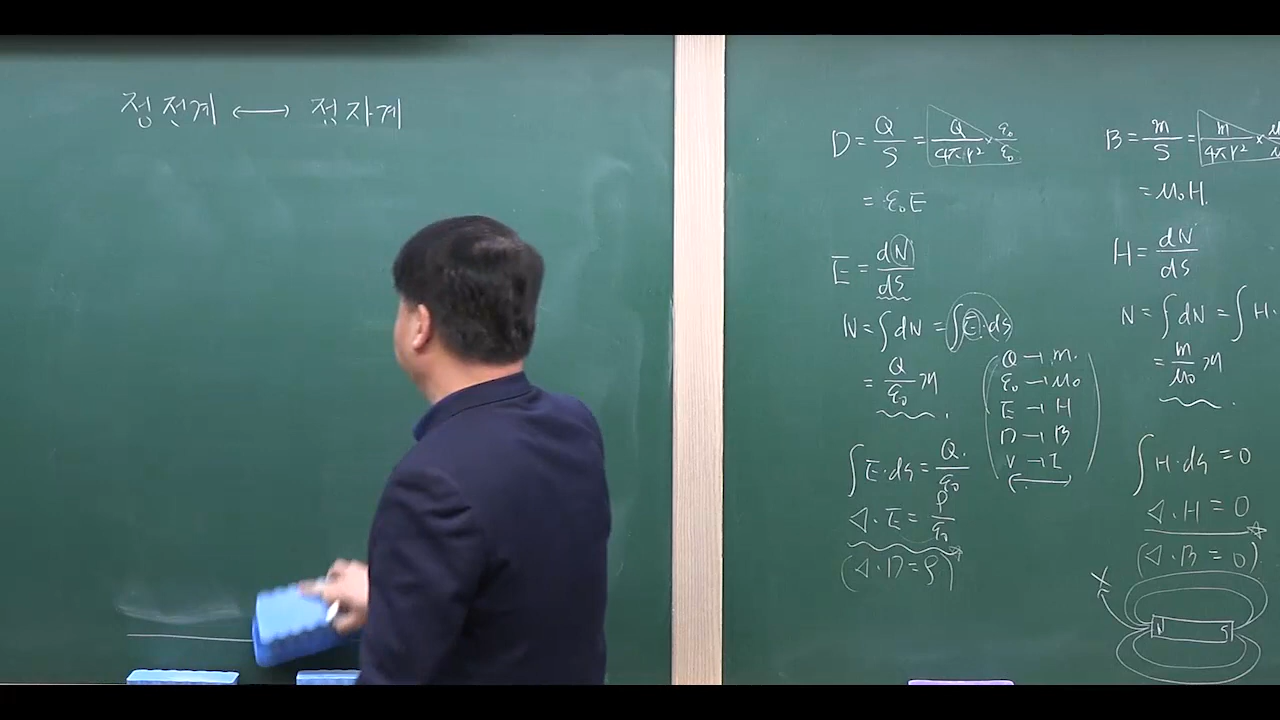 정전계 ↔ 정자계
D = Q/S = Q/4πr² × ε₀/ε₀
= ε₀E
E = dN/dS
N = ∫dN = ∫E·ds
= Q/ε₀ 개
∫E·ds = Q/ε₀
∇·E = ρ/ε₀
(∇·D = ρ)
Q → m
ε₀ → μ₀
E → H
D → B
V → I
B = m/S = m/4πr² ×
= μ₀H
H = dN/dS
N = ∫dN = ∫H·
= m/μ₀ 개
∫H·ds = 0
∇·H = 0
(∇·B = 0)
X
N S